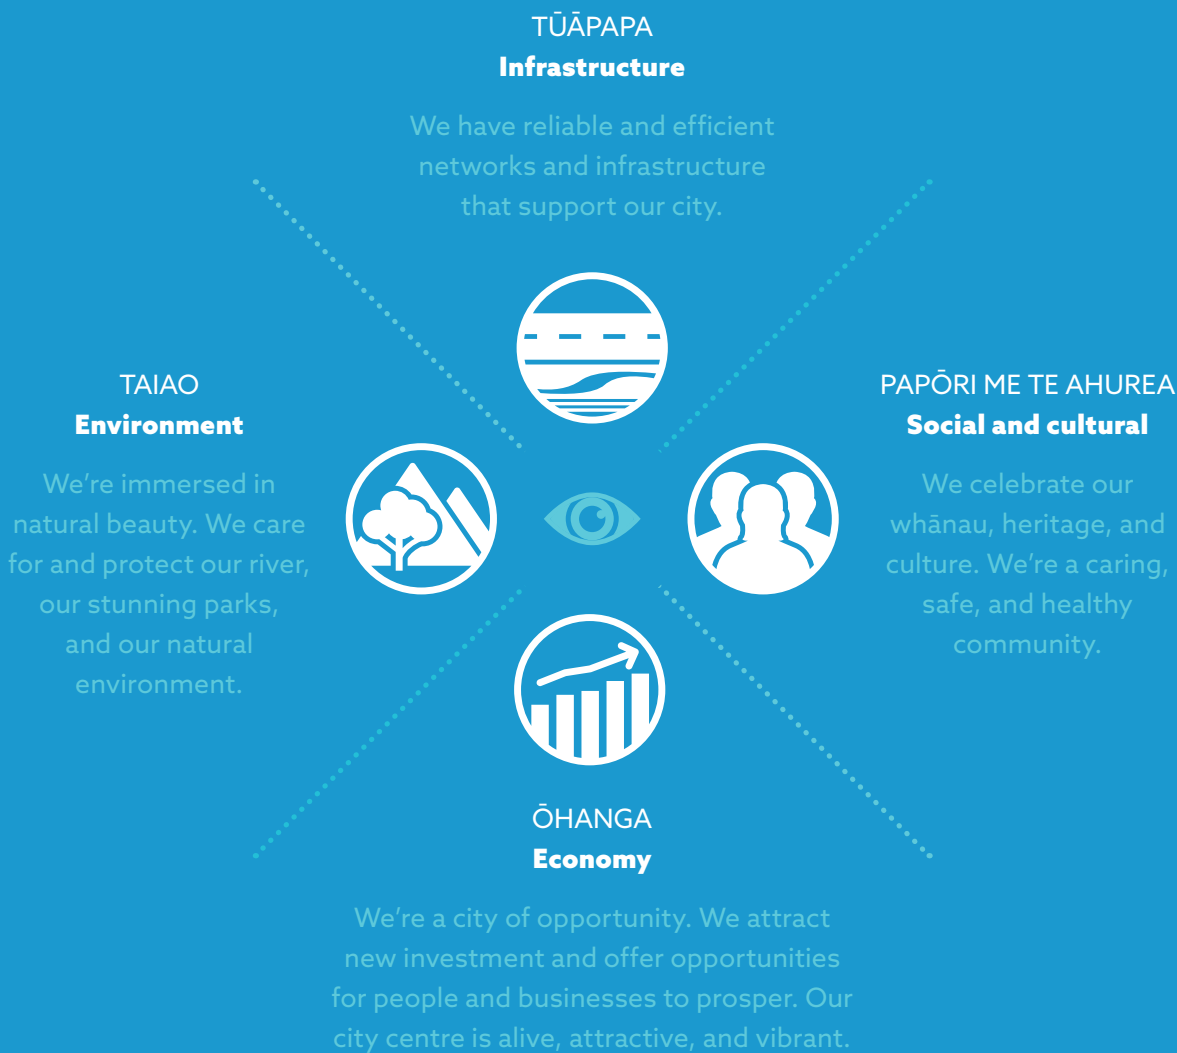 TŪĀPAPA
Infrastructure
We have reliable and efficient
networks and infrastructure
that support our city.
TAIAO
Environment
We're immersed in
natural beauty. We care
for and protect our river,
our stunning parks,
and our natural
environment.
PAPŌRI ME TE AHUREA
Social and cultural
We celebrate our
whānau, heritage, and
culture. We're a caring,
safe, and healthy
community.
ŌHANGA
Economy
We're a city of opportunity. We attract
new investment and offer opportunities
for people and businesses to prosper. Our
city centre is alive, attractive, and vibrant.